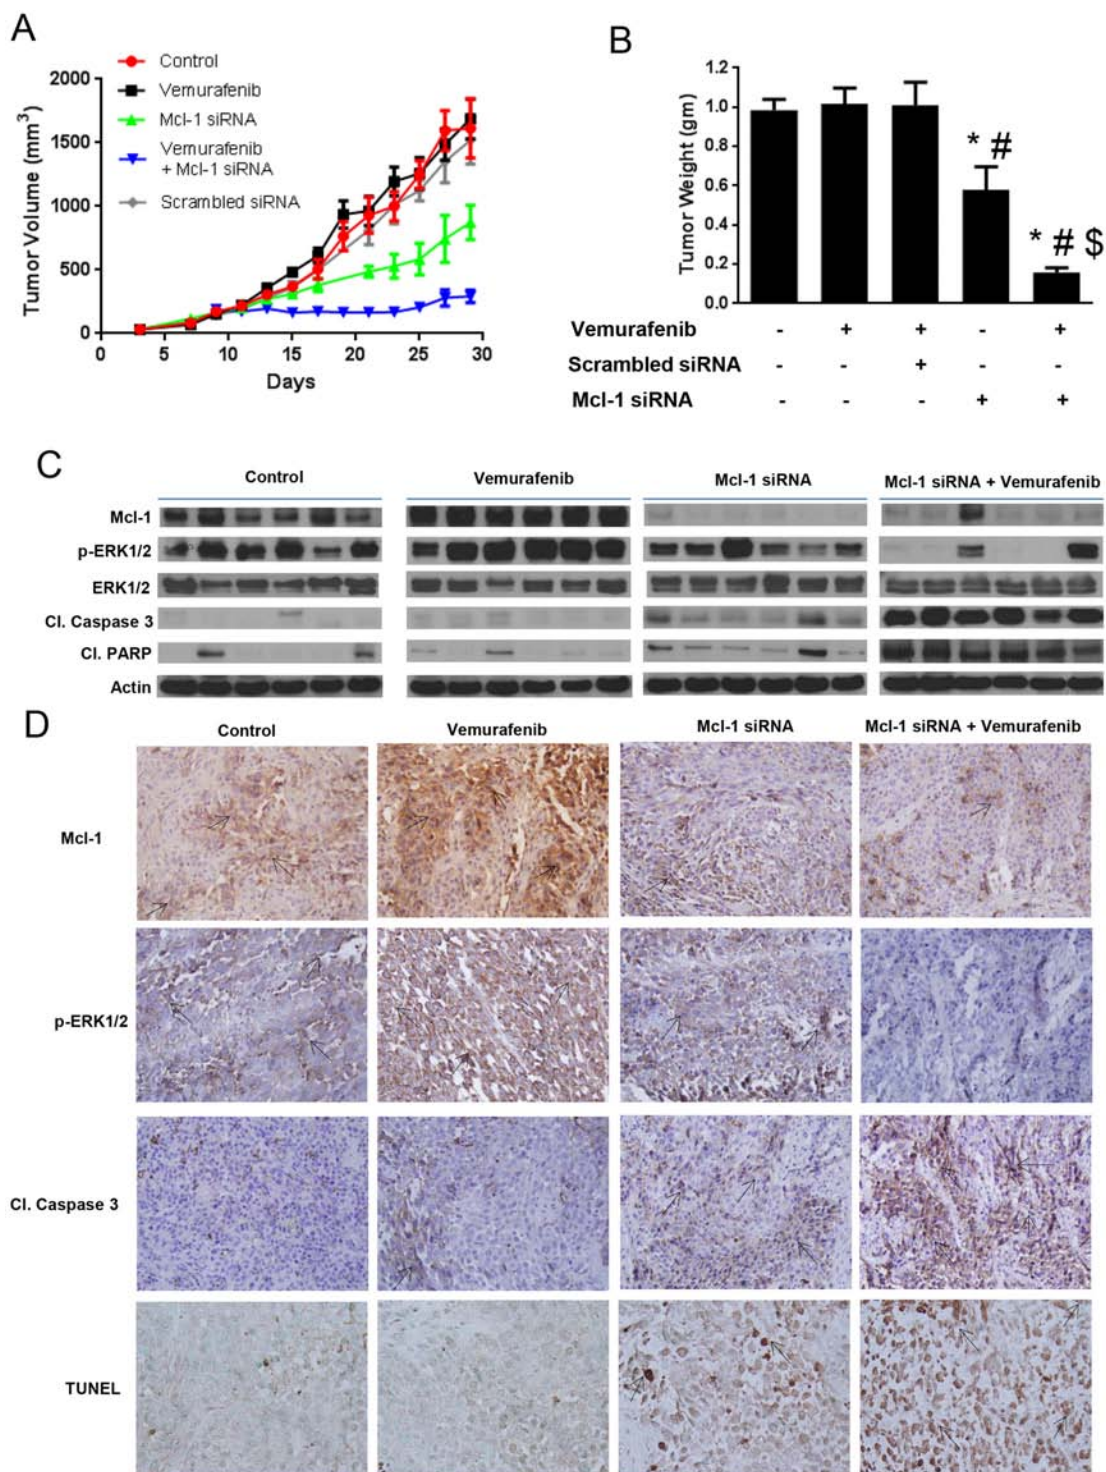 A
Control
Vemurafenib
Mcl-1 siRNA
Vemurafenib
+ Mcl-1 siRNA
Scrambled siRNA
Tumor Volume (mm3)
2000
1500
1000
500
0
0 5 10 15 20 25 30
Days
B
Tumor Weight (gm)
1.2
1.0
0.8
0.6
0.4
0.2
0.0
* #
* # $
Vemurafenib - + + - +
Scrambled siRNA - - + - -
Mcl-1 siRNA - - - + +
C
Control Vemurafenib Mcl-1 siRNA Mcl-1 siRNA + Vemurafenib
Mcl-1
p-ERK1/2
ERK1/2
Cl. Caspase 3
Cl. PARP
Actin
D
Control Vemurafenib Mcl-1 siRNA Mcl-1 siRNA + Vemurafenib
Mcl-1
p-ERK1/2
Cl. Caspase 3
TUNEL